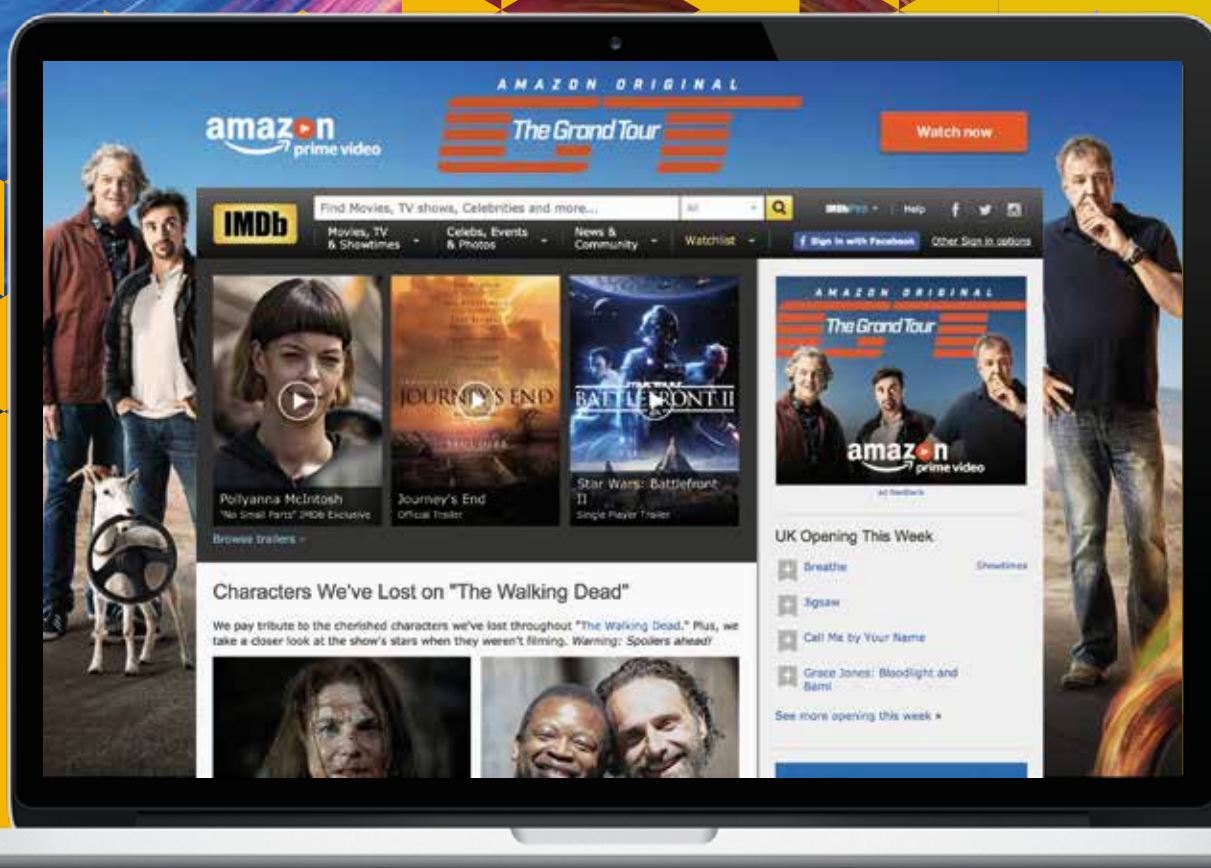 AMAZON ORIGINAL
The Grand Tour
amazon
prime video
Watch now
IMDb
Find Movies, TV shows, Celebrities and more...
All
IMDbPRO
Help
Movies, TV
& Showtimes
Celebs, Events
& Photos
News &
Community
Watchlist
f Sign in with Facebook
Other Sign in options
JOURNEY'S END
STAR WARS
BATTLEFRONT II
Pollyanna McIntosh
"No Small Parts" IMDb Exclusive
Journey's End
Official Trailer
Star Wars: Battlefront
II
Single Player Trailer
Browse trailers
AMAZON ORIGINAL
The Grand Tour
amazon
prime video
ad feedback
Characters We've Lost on "The Walking Dead"
We pay tribute to the cherished characters we've lost throughout "The Walking Dead." Plus, we
take a closer look at the show's stars when they weren't filming. Warning: Spoilers ahead!
UK Opening This Week
Breathe
Showtimes
Jigsaw
Call Me by Your Name
Grace Jones: Bloodlight and
Bami
See more opening this week »